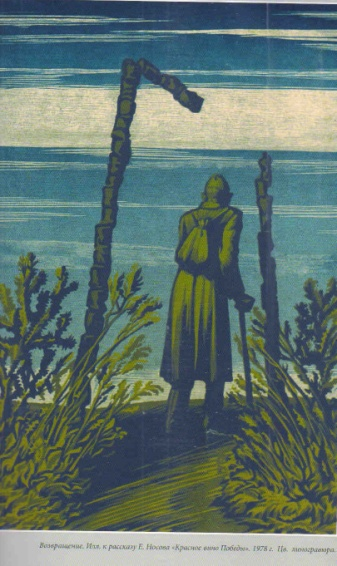 Возвращение. Илл. к рассказу Е. Носова «Красное вино Победы». 1978 г. Цв. линогравюра.